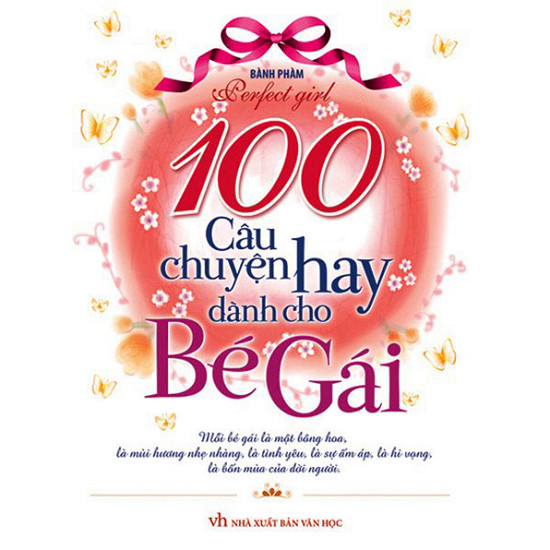 BÀNH PHÀM
Perfect girl
100
Câu
chuyện hay
dành cho
Bé Gái
Mỗi bé gái là một bông hoa,
là mùi hương nhẹ nhàng, là tình yêu, là sự ấm áp, là hi vọng,
là bốn mùa của đời người.
vh NHÀ XUẤT BẢN VĂN HỌC